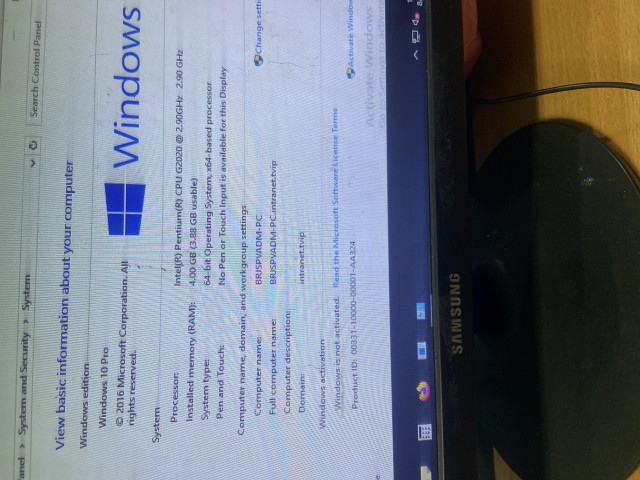 anel > System and Security > System
Search Control Panel
View basic information about your computer
Windows edition
Windows 10 Pro
© 2016 Microsoft Corporation. All
rights reserved.
Windows
System
Processor: Intel(R) Pentium(R) CPU G2020 @ 2.90GHz 2.90 GHz
Installed memory (RAM): 4.00 GB (3.88 GB usable)
System type: 64-bit Operating System, x64-based processor
Pen and Touch: No Pen or Touch Input is available for this Display
Computer name, domain, and workgroup settings
Computer name: BRJSPVADM-PC
Change setti
Full computer name: BRJSPVADM-PC.intranet.tvip
Computer description:
Domain: intranet.tvip
Windows activation
Windows is not activated. Read the Microsoft Software License Terms
Product ID: 00331-10000-00001-AA324
Activate Window
Activate Windows
Go to Settings to activ
SAMSUNG